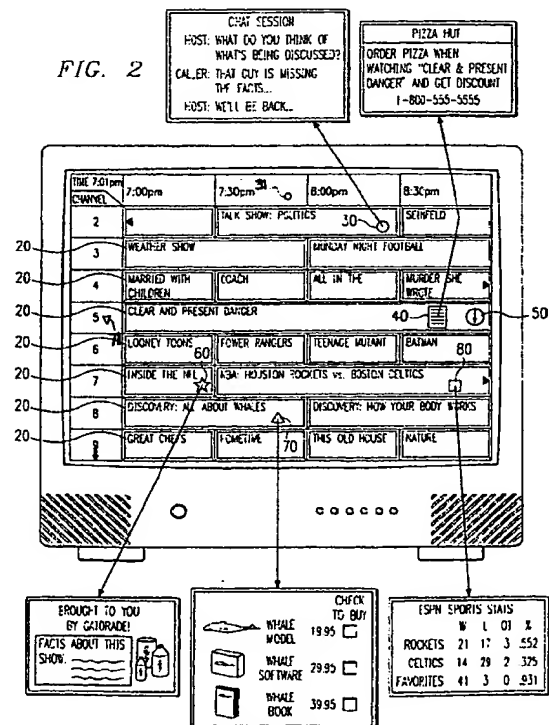 FIG. 2
CHAT SESSION
HOST: WHAT DO YOU THINK OF
WHAT'S BEING DISCUSSED?
CALLER: THAT GUY IS MISSING
THE FACTS...
HOST: WE'LL BE BACK...
PIZZA HUT
ORDER PIZZA WHEN
WATCHING "CLEAR & PRESENT
DANGER" AND GET DISCOUNT
1-800-555-5555
TIME 7:01pm
CHANNEL
7:00pm
7:30pm
8:00pm
8:30pm
2
TALK SHOW: POLITICS
30
SEINFELD
20
3
WEATHER SHOW
MONDAY NIGHT FOOTBALL
20
4
MARRIED WITH
CHILDREN
COACH
ALL IN THE
MURDER SHE
WROTE
20
5
CLEAR AND PRESENT DANGER
40
50
20
6
LOONEY TOONS
POWER RANGERS
TEENAGE MUTANT
BATMAN
60
80
20
7
INSIDE THE NFL
NBA: HOUSTON ROCKETS vs. BOSTON CELTICS
20
8
DISCOVERY: ALL ABOUT WHALES
DISCOVERY: HOW YOUR BODY WORKS
20
9
GREAT CHEFS
HOMETIME
70
THIS OLD HOUSE
NATURE
BROUGHT TO YOU
BY GATORADE!
FACTS ABOUT THIS
SHOW.
CHECK
TO BUY
WHALE
MODEL
19.95
WHALE
SOFTWARE
29.95
WHALE
BOOK
39.95
ESPN SPORTS STATS
W L OT %
ROCKETS 21 17 3 .552
CELTICS 14 29 2 .325
FAVORITES 41 3 0 .931